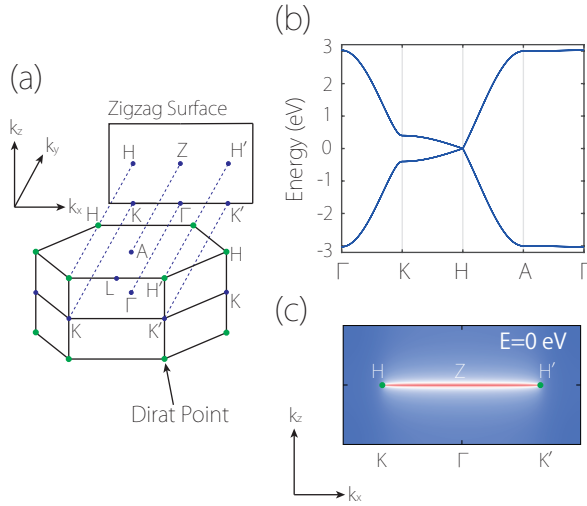 (a)
k_z
k_y
k_x
Zigzag Surface
H Z H′
K Γ K′
H
A
H
L H′
Γ
K
K K′
Dirat Point
(b)
Energy (eV)
3
2
1
0
-1
-2
-3
Γ K H A Γ
(c)
E=0 eV
H Z H′
K Γ K′
k_z
k_x